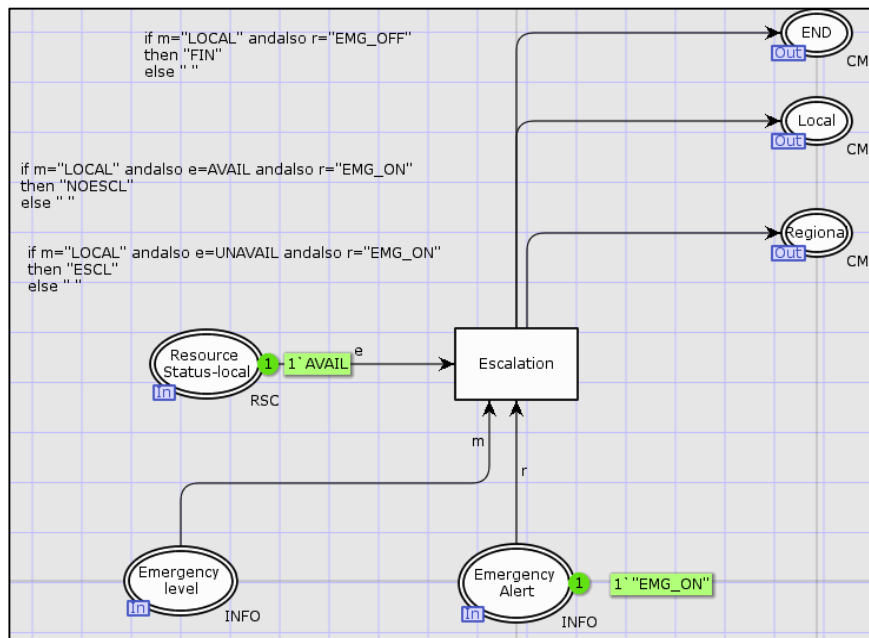 if m="LOCAL" andalso r="EMG_OFF"
then "FIN"
else " "
END
Out
CM
Local
Out
CM
if m="LOCAL" andalso e=AVAIL andalso r="EMG_ON"
then "NOESCL"
else " "
Regional
Out
CM
if m="LOCAL" andalso e=UNAVAIL andalso r="EMG_ON"
then "ESCL"
else " "
Resource
Status-local
In
RSC
1
1`AVAIL
e
Escalation
m
r
Emergency
level
In
INFO
Emergency
Alert
In
INFO
1
1`"EMG_ON"